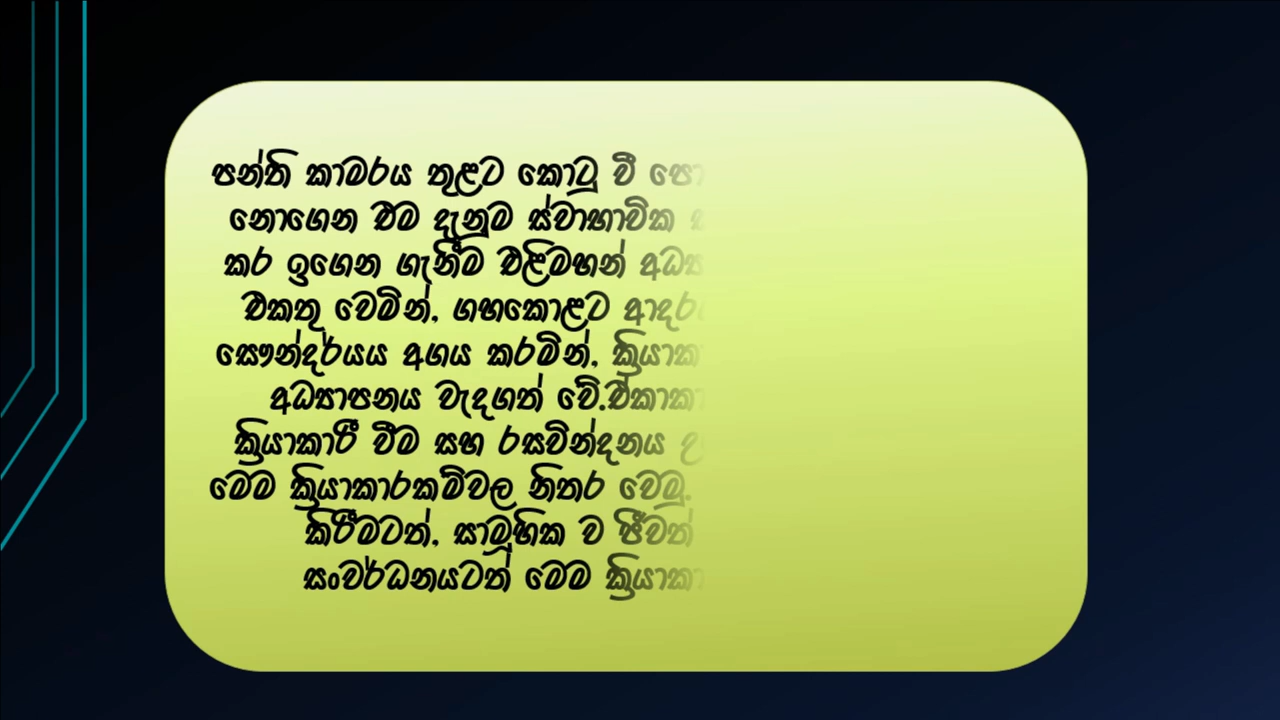 පන්ති කාමරය තුළට කොටු වී
නොගෙන එම දැනුම ස්වාභාවික
කර ඉගෙන ගැනීම එළිමහන්
එකතු වෙමින්, ගහකොළට
සෞන්දර්යය අගය කරමින්,
අධ්‍යාපනය වැදගත් වේ.
ක්‍රියාකාරී වීම සහ රසවින්දනය
මෙම ක්‍රියාකාරකම්වල නිතර වෙමු.
කිරීමටත්, සාමූහික ව ජීවත්
සංවර්ධනයටත් මෙම